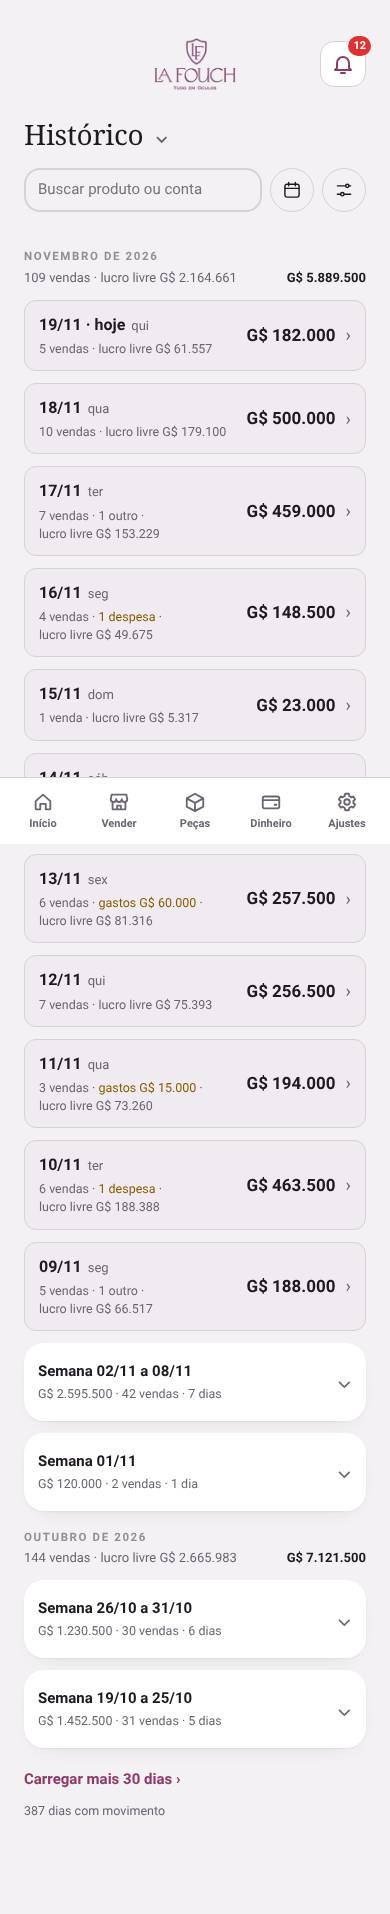 12
LF
LA FOUCH
Tudo em Óculos
Histórico
Buscar produto ou conta
NOVEMBRO DE 2026
109 vendas · lucro livre G$ 2.164.661 G$ 5.889.500
19/11 · hoje qui
5 vendas · lucro livre G$ 61.557
G$ 182.000 ›
18/11 qua
10 vendas · lucro livre G$ 179.100
G$ 500.000 ›
17/11 ter
7 vendas · 1 outro ·
lucro livre G$ 153.229
G$ 459.000 ›
16/11 seg
4 vendas · 1 despesa ·
lucro livre G$ 49.675
G$ 148.500 ›
15/11 dom
1 venda · lucro livre G$ 5.317
G$ 23.000 ›
14/11 sáb
Início Vender Peças Dinheiro Ajustes
13/11 sex
6 vendas · gastos G$ 60.000 ·
lucro livre G$ 81.316
G$ 257.500 ›
12/11 qui
7 vendas · lucro livre G$ 75.393
G$ 256.500 ›
11/11 qua
3 vendas · gastos G$ 15.000 ·
lucro livre G$ 73.260
G$ 194.000 ›
10/11 ter
6 vendas · 1 despesa ·
lucro livre G$ 188.388
G$ 463.500 ›
09/11 seg
5 vendas · 1 outro ·
lucro livre G$ 66.517
G$ 188.000 ›
Semana 02/11 a 08/11
G$ 2.595.500 · 42 vendas · 7 dias
Semana 01/11
G$ 120.000 · 2 vendas · 1 dia
OUTUBRO DE 2026
144 vendas · lucro livre G$ 2.665.983 G$ 7.121.500
Semana 26/10 a 31/10
G$ 1.230.500 · 30 vendas · 6 dias
Semana 19/10 a 25/10
G$ 1.452.500 · 31 vendas · 5 dias
Carregar mais 30 dias ›
387 dias com movimento